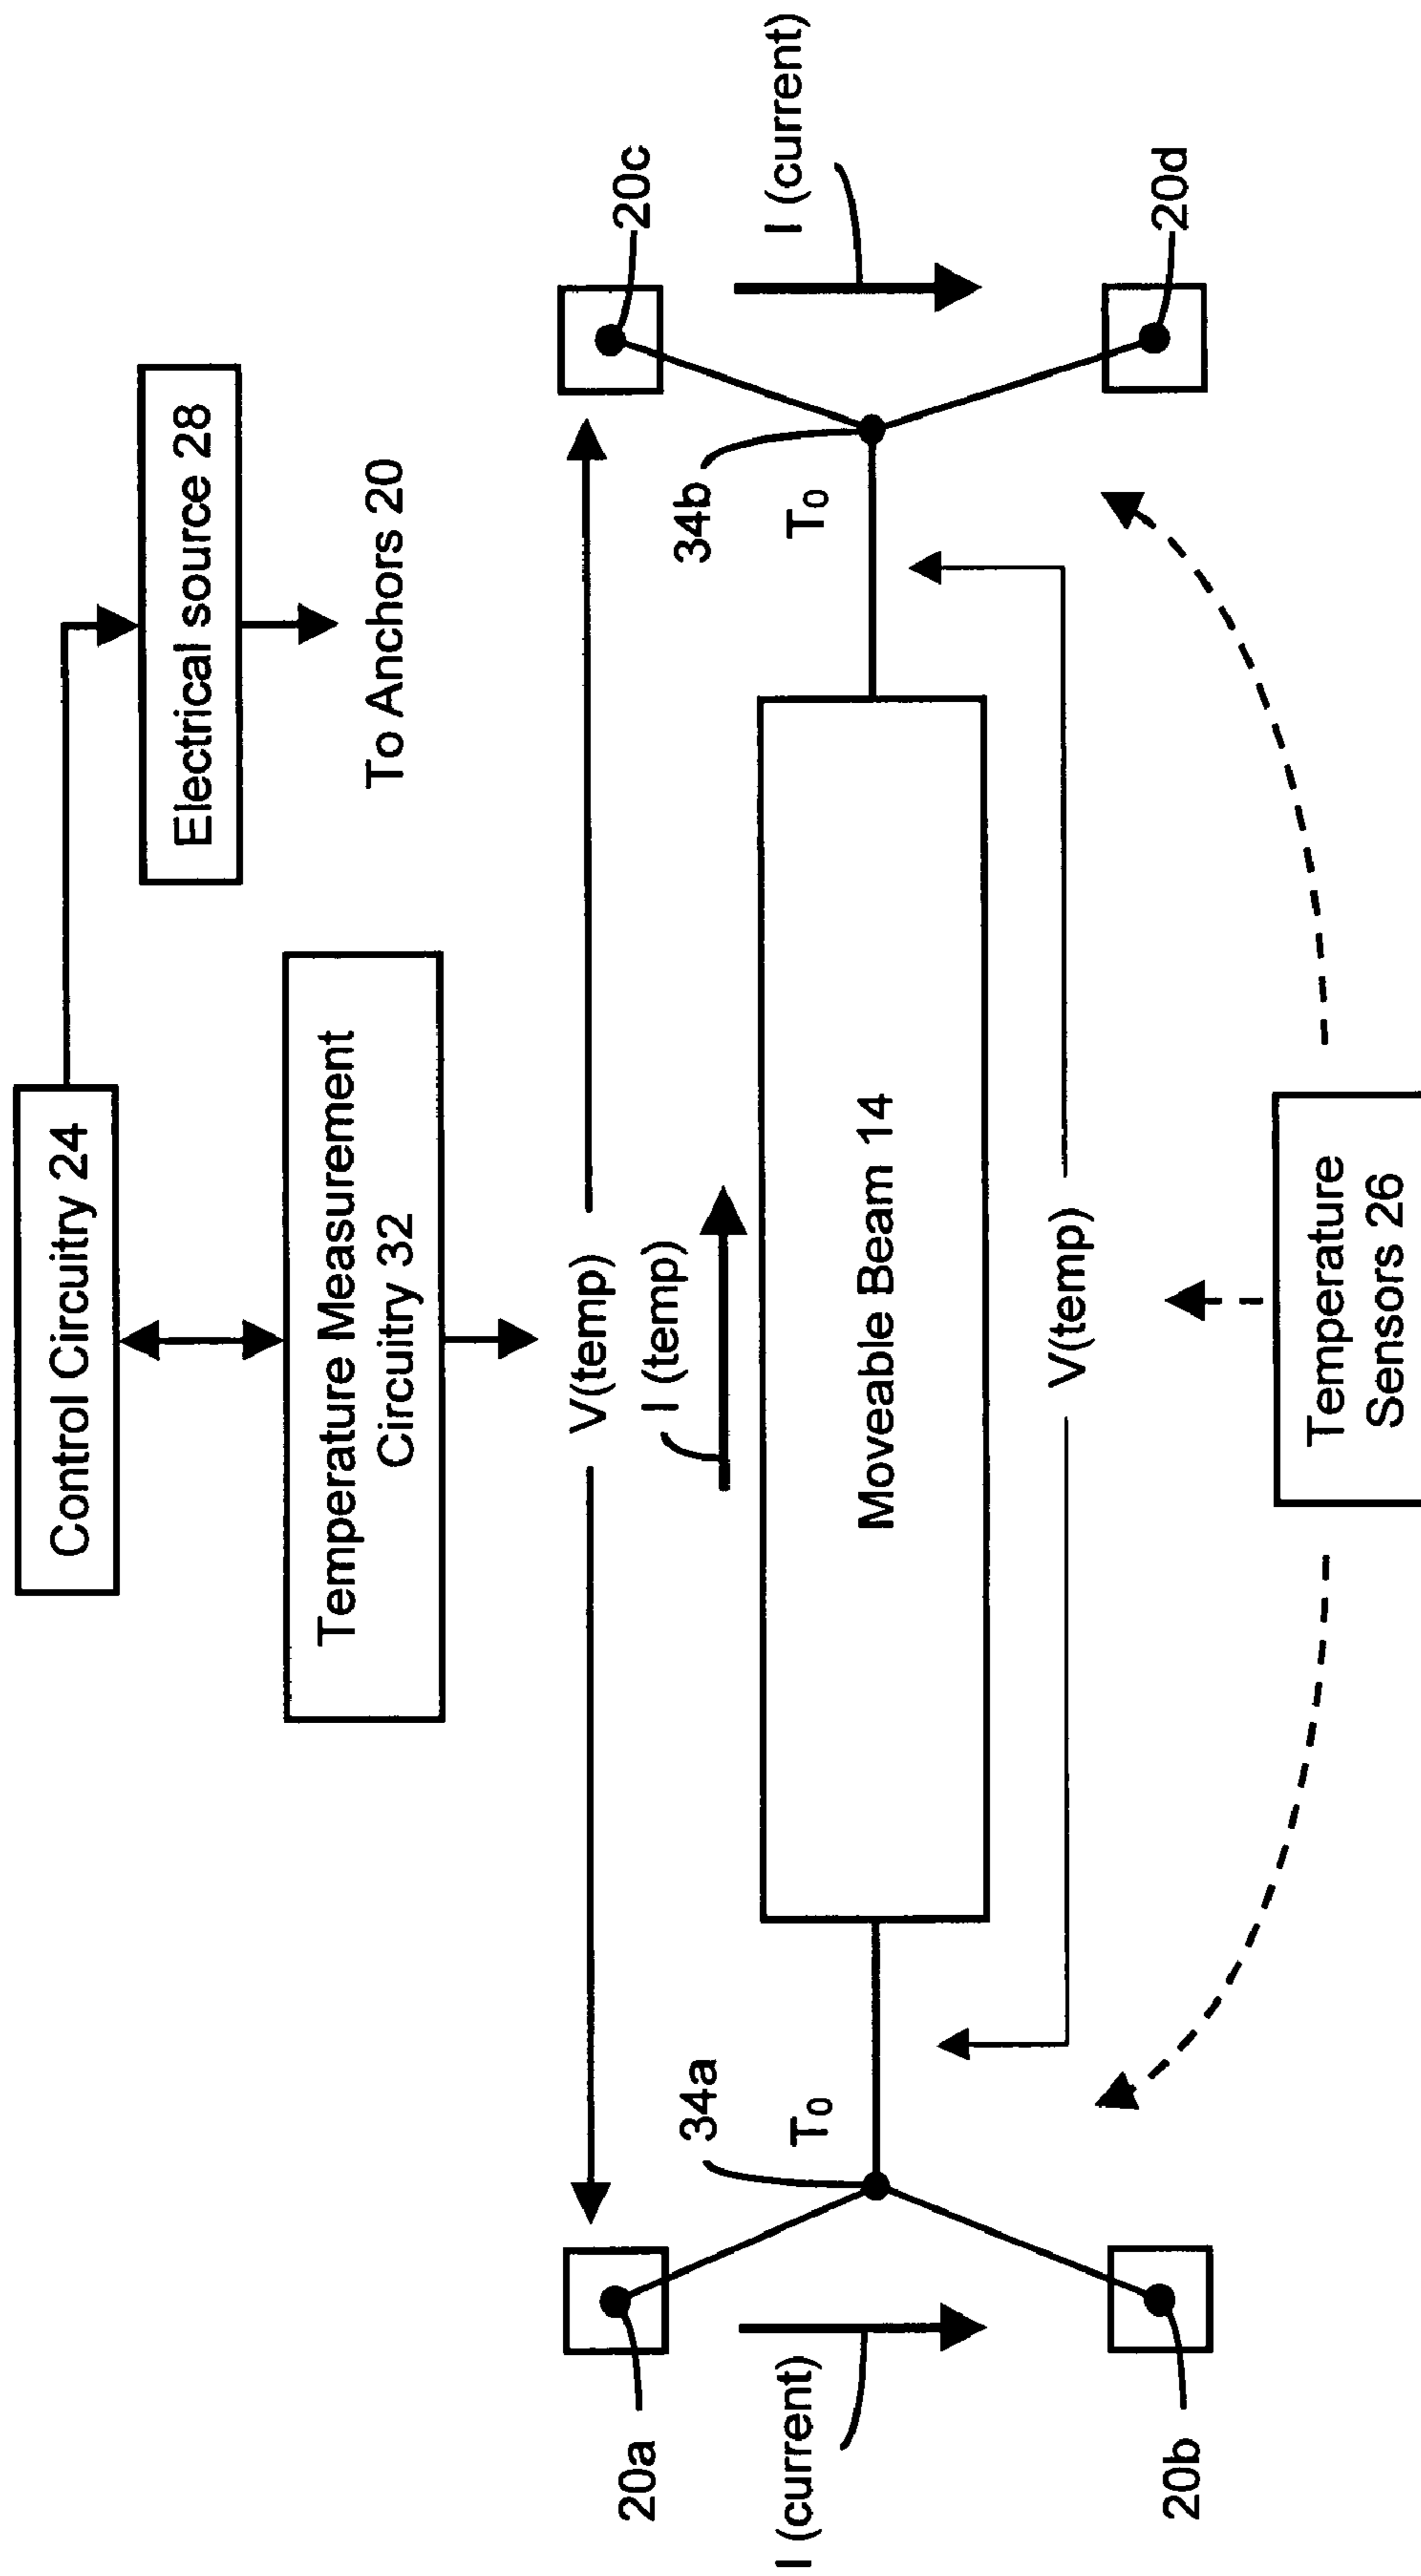 Control Circuitry 24
Electrical source 28
Temperature Measurement
Circuitry 32
To Anchors 20
V(temp)
I (temp)
20a
20c
34a
34b
T0
T0
I (current)
I (current)
Moveable Beam 14
V(temp)
20b
20d
Temperature
Sensors 26